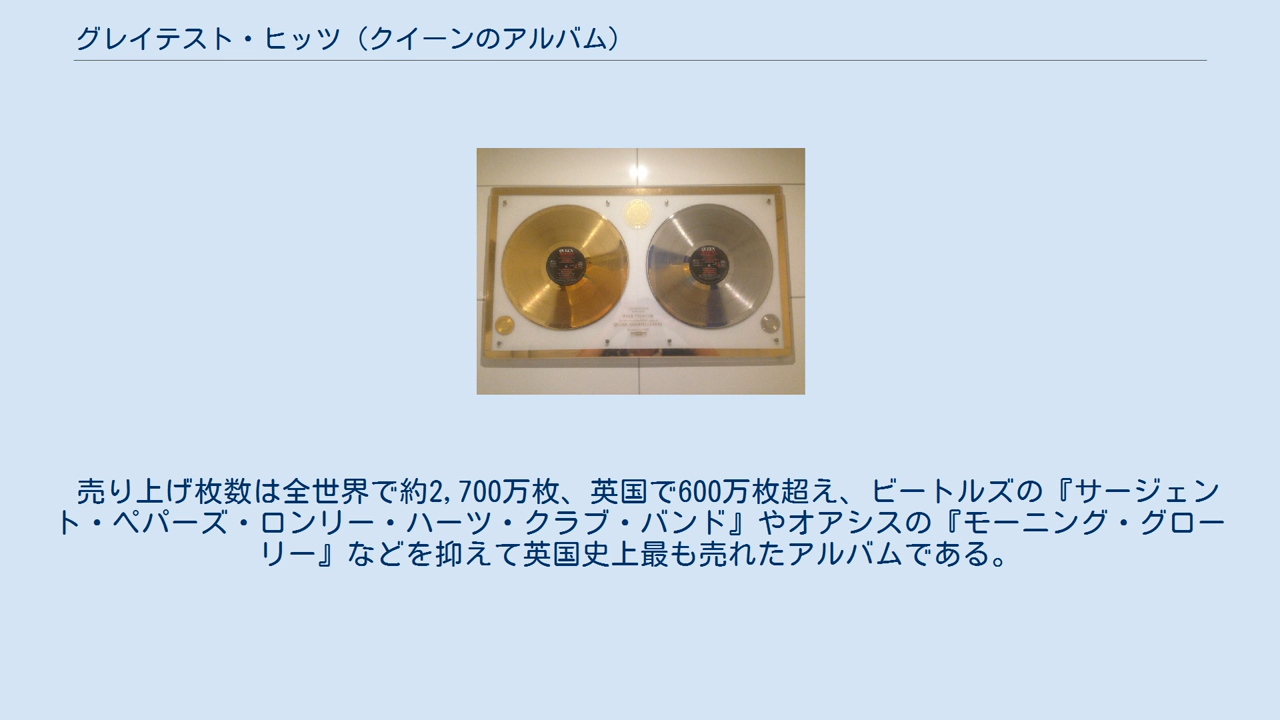 グレイテスト・ヒッツ（クイーンのアルバム）
売り上げ枚数は全世界で約2,700万枚、英国で600万枚超え、ビートルズの『サージェン
ト・ペパーズ・ロンリー・ハーツ・クラブ・バンド』やオアシスの『モーニング・グロー
リー』などを抑えて英国史上最も売れたアルバムである。